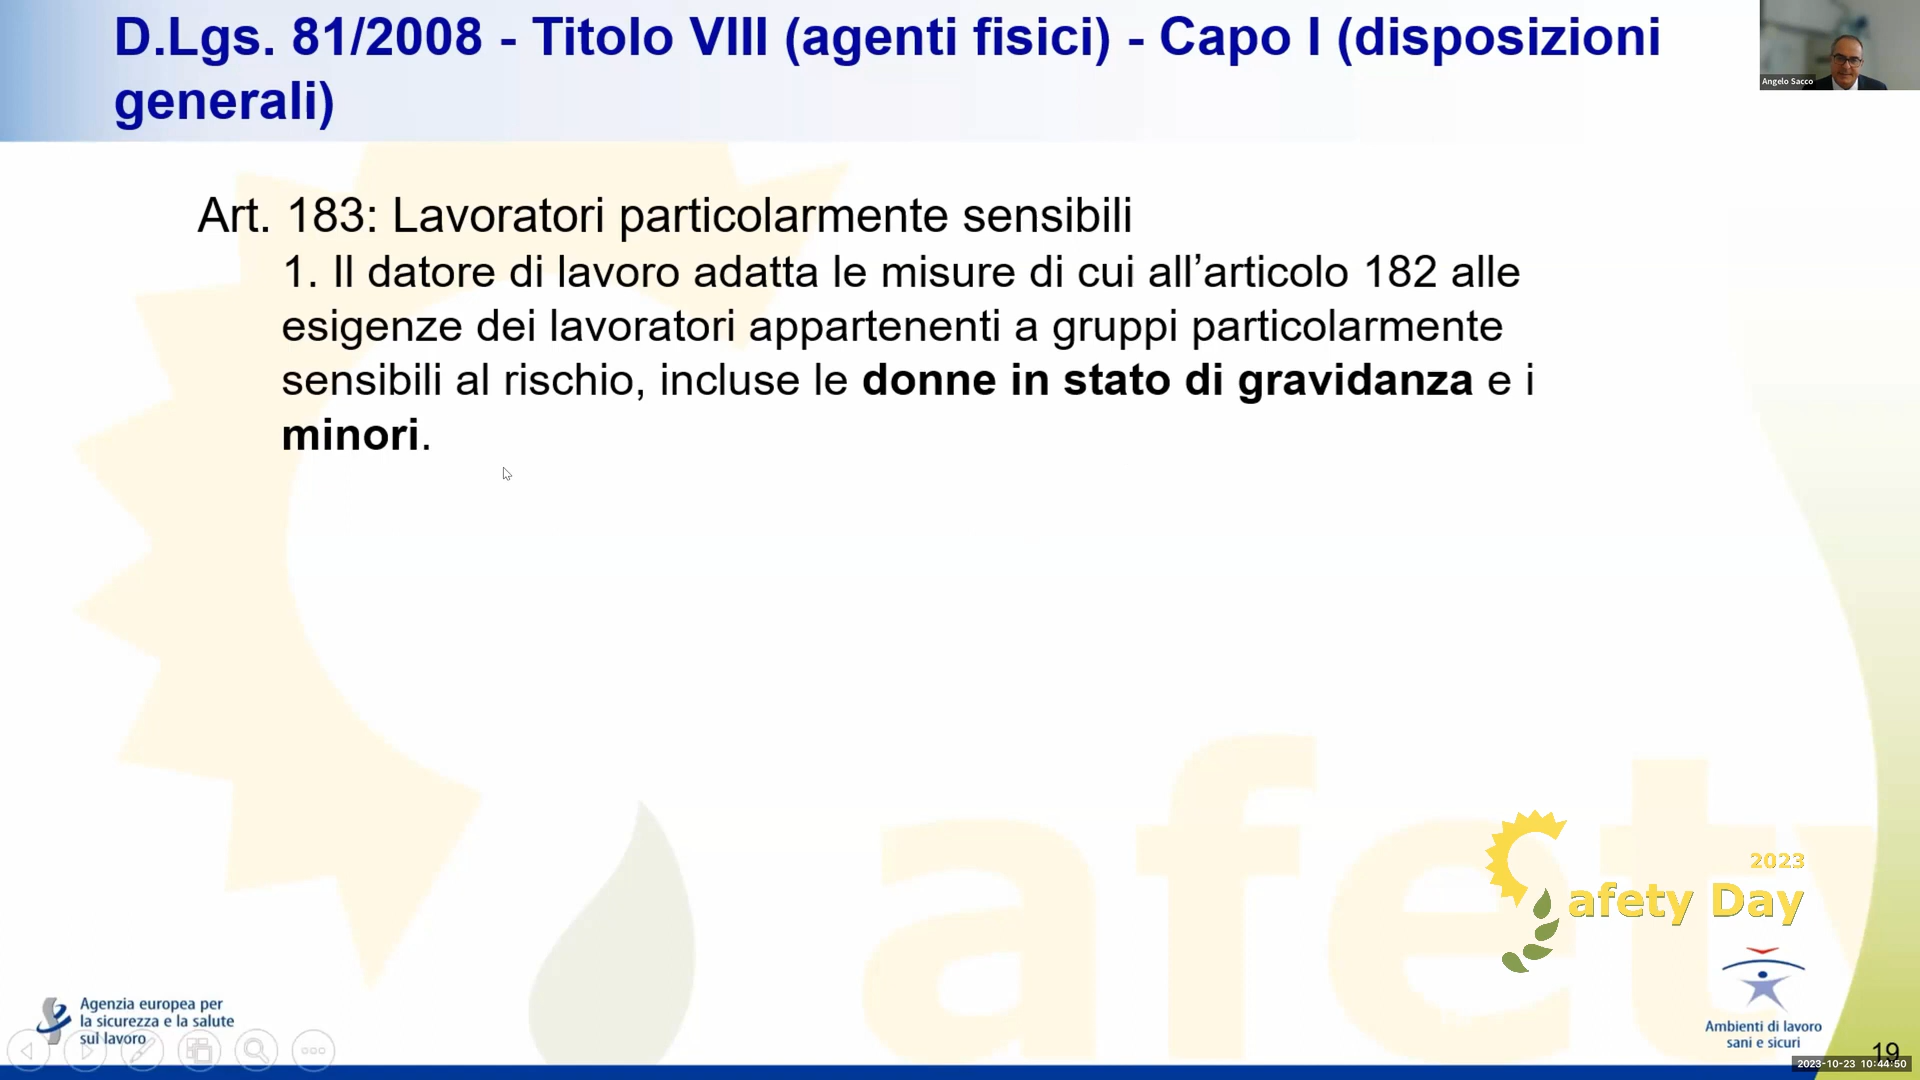 D.Lgs. 81/2008 - Titolo VIII (agenti fisici) - Capo I (disposizioni
generali)
Angelo Sacco
Art. 183: Lavoratori particolarmente sensibili
1. Il datore di lavoro adatta le misure di cui all’articolo 182 alle
esigenze dei lavoratori appartenenti a gruppi particolarmente
sensibili al rischio, incluse le donne in stato di gravidanza e i
minori.
afety
2023
afety Day
Agenzia europea per
la sicurezza e la salute
sul lavoro
Ambienti di lavoro
sani e sicuri
19
2023-10-23 10:44:50